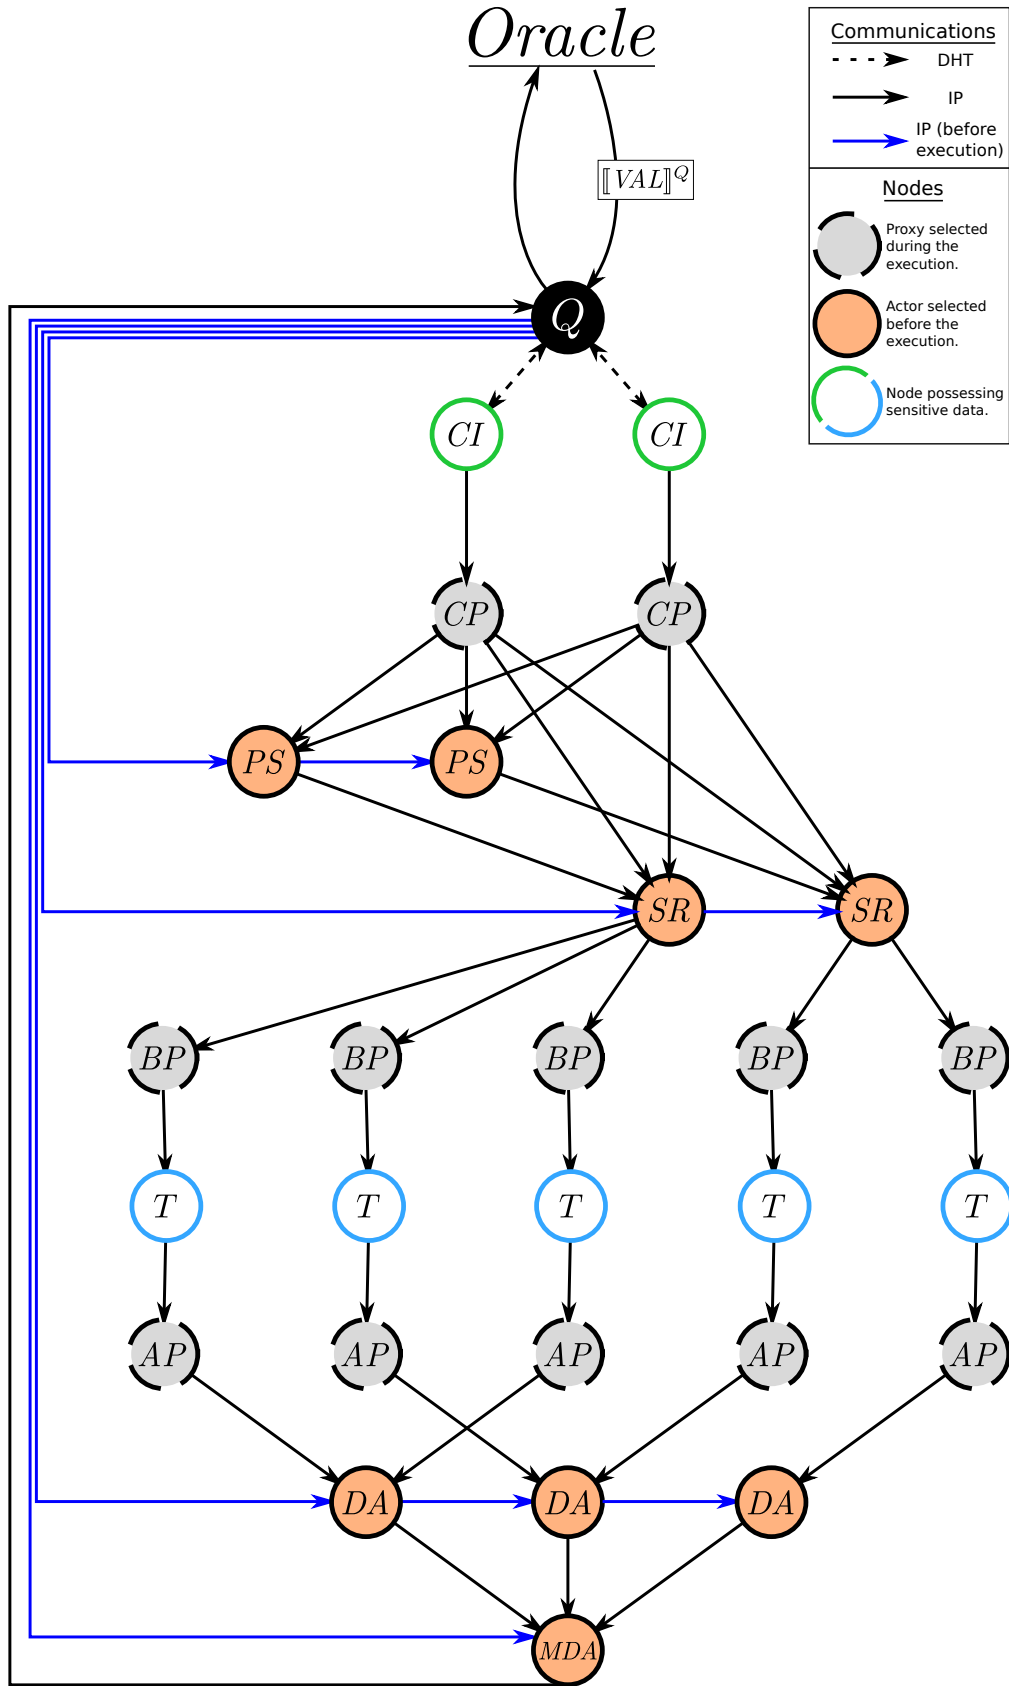 Oracle
Communications
DHT
IP
IP (before
execution)
⟦VAL⟧^Q
Nodes
Proxy selected
during the
execution.
Actor selected
before the
execution.
Node possessing
sensitive data.
Q
CI CI
CP CP
PS PS
SR SR
BP BP BP BP BP
T T T T T
AP AP AP AP AP
DA DA DA
MDA